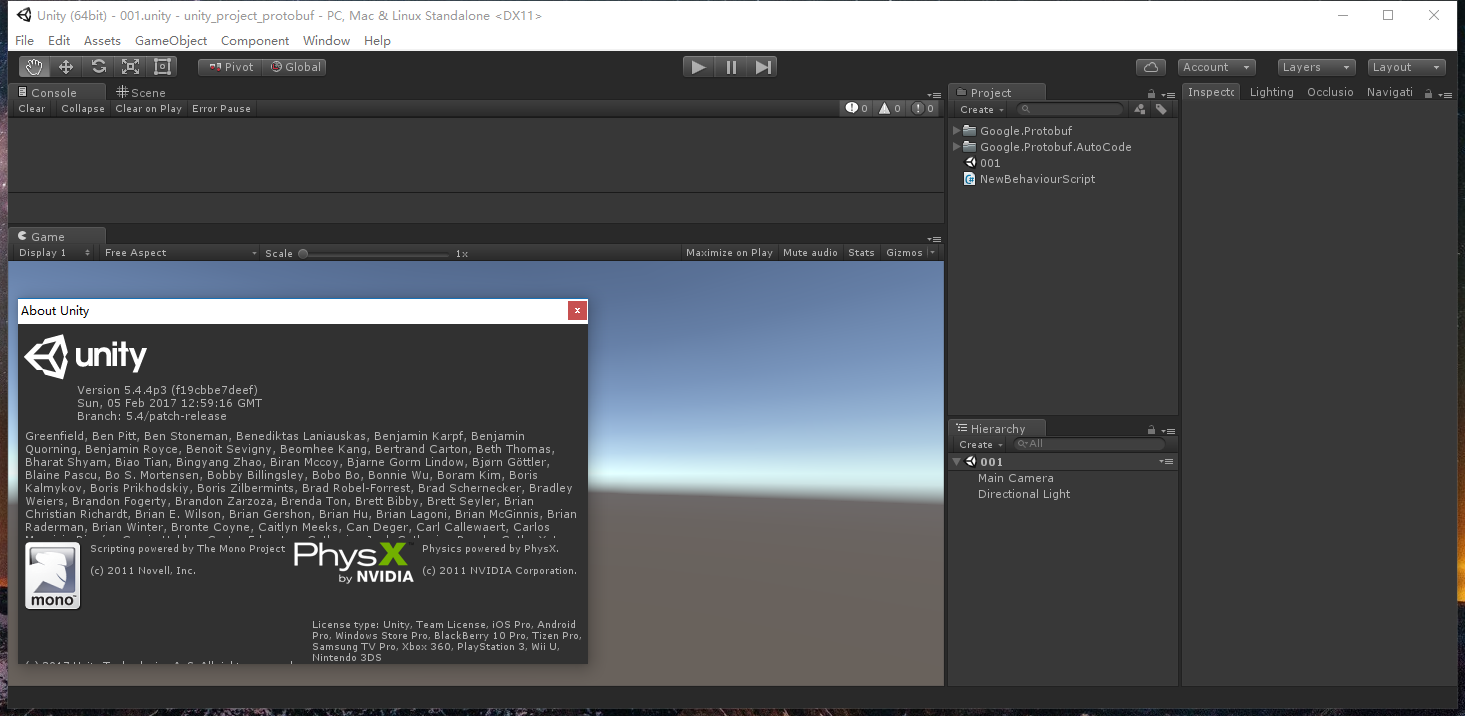 Unity (64bit) - 001.unity - unity_project_protobuf - PC, Mac & Linux Standalone <DX11>
File Edit Assets GameObject Component Window Help
Pivot Global Account Layers Layout
Console Scene
Clear Collapse Clear on Play Error Pause 0 0 0
Game
Display 1 Free Aspect Scale 1x Maximize on Play Mute audio Stats Gizmos
About Unity
unity
Version 5.4.4p3 (f19cbbe7deef)
Sun, 05 Feb 2017 12:59:16 GMT
Branch: 5.4/patch-release
Greenfield, Ben Pitt, Ben Stoneman, Benediktas Laniauskas, Benjamin Karpf, Benjamin
Quorning, Benjamin Royce, Benoit Sevigny, Beomhee Kang, Bertrand Carton, Beth Thomas,
Bharat Shyam, Biao Tian, Bingyang Zhao, Biran Mccoy, Bjarne Gorm Lindow, Bjørn Göttler,
Blaine Pascu, Bo S. Mortensen, Bobby Billingsley, Bobo Bo, Bonnie Wu, Boram Kim, Boris
Kalmykov, Boris Prikhodskiy, Boris Zilbermints, Brad Robel-Forrest, Brad Schernecker, Bradley
Weiers, Brandon Fogerty, Brandon Zarzoza, Brenda Ton, Brett Bibby, Brett Seyler, Brian
Christian Richardt, Brian E. Wilson, Brian Gershon, Brian Hu, Brian Lagoni, Brian McGinnis, Brian
Raderman, Brian Winter, Bronte Coyne, Caitlyn Meeks, Can Deger, Carl Callewaert, Carlos
mono
Scripting powered by The Mono Project
(c) 2011 Novell, Inc.
PhysX
by NVIDIA
Physics powered by PhysX.
(c) 2011 NVIDIA Corporation.
License type: Unity, Team License, iOS Pro, Android
Pro, Windows Store Pro, BlackBerry 10 Pro, Tizen Pro,
Samsung TV Pro, Xbox 360, PlayStation 3, Wii U,
Nintendo 3DS
Project
Create
Google.Protobuf
Google.Protobuf.AutoCode
001
NewBehaviourScript
Hierarchy
Create All
001
Main Camera
Directional Light
Inspectc Lighting Occlusio Navigati